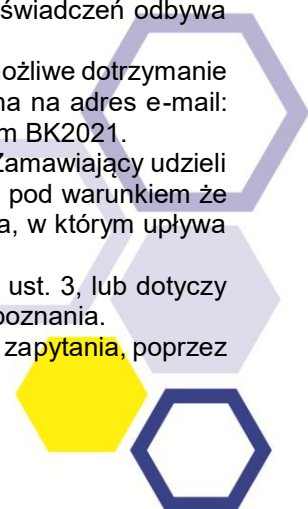 świadczeń odbywa
ożliwe dotrzymanie
na na adres e-mail:
m BK2021.
Zamawiający udzieli
pod warunkiem że
a, w którym upływa
ust. 3, lub dotyczy
poznania.
zapytania, poprzez